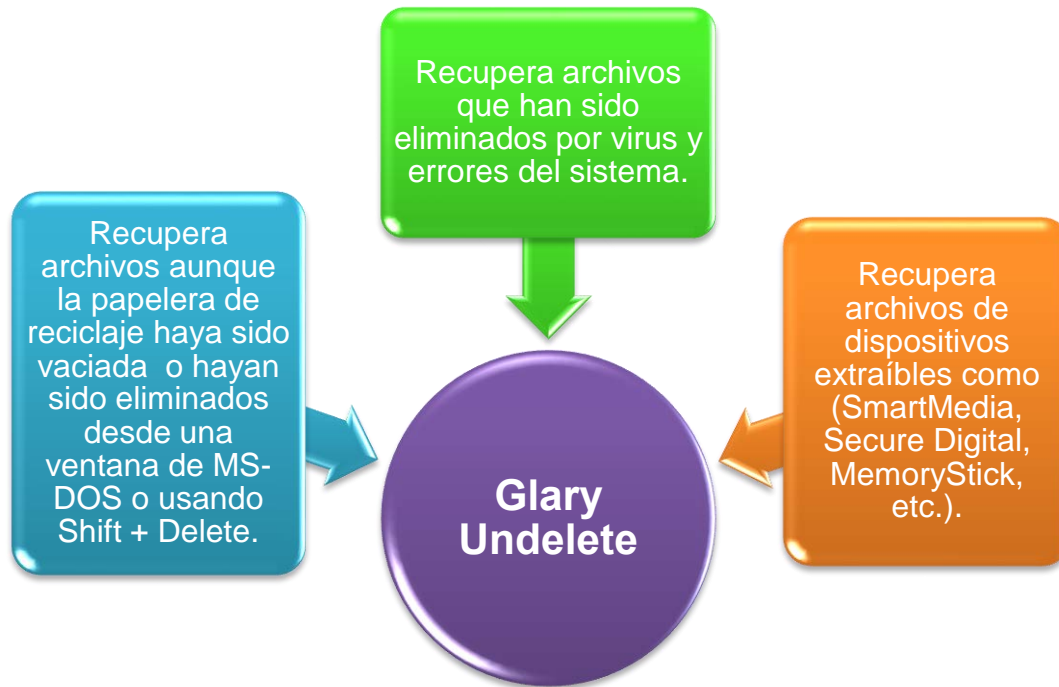 Recupera archivos
que han sido
eliminados por virus y
errores del sistema.
Recupera
archivos aunque
la papelera de
reciclaje haya sido
vaciada o hayan
sido eliminados
desde una
ventana de MS-
DOS o usando
Shift + Delete.
Recupera
archivos de
dispositivos
extraíbles como
(SmartMedia,
Secure Digital,
MemoryStick,
etc.).
Glary
Undelete